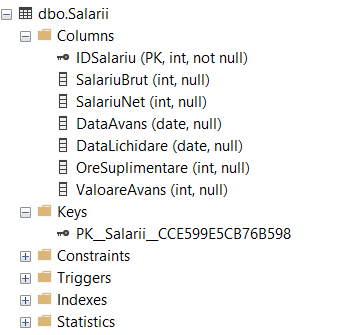 dbo.Salarii
Columns
IDSalariu (PK, int, not null)
SalariuBrut (int, null)
SalariuNet (int, null)
DataAvans (date, null)
DataLichidare (date, null)
OreSuplimentare (int, null)
ValoareAvans (int, null)
Keys
PK__Salarii__CCE599E5CB76B598
Constraints
Triggers
Indexes
Statistics